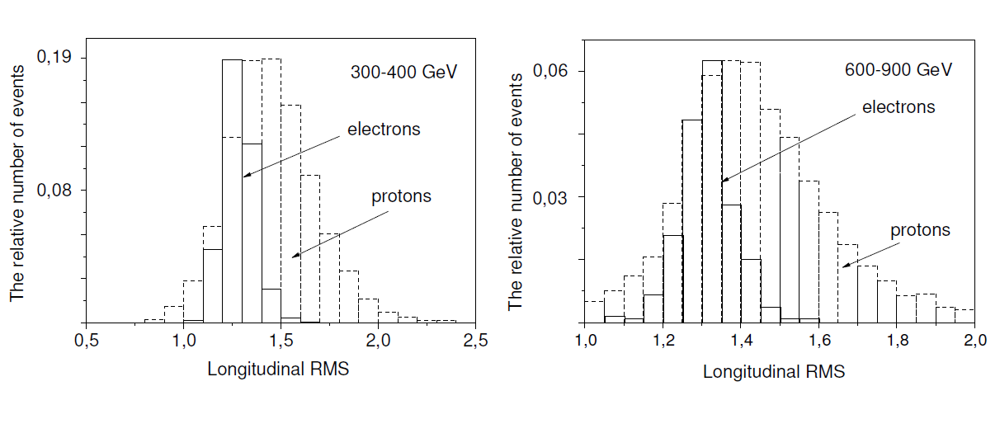 The relative number of events
0,19
0,08
300-400 GeV
electrons
protons
0,5
1,0
1,5
2,0
2,5
Longitudinal RMS
The relative number of events
0,06
0,03
600-900 GeV
electrons
protons
1,0
1,2
1,4
1,6
1,8
2,0
Longitudinal RMS